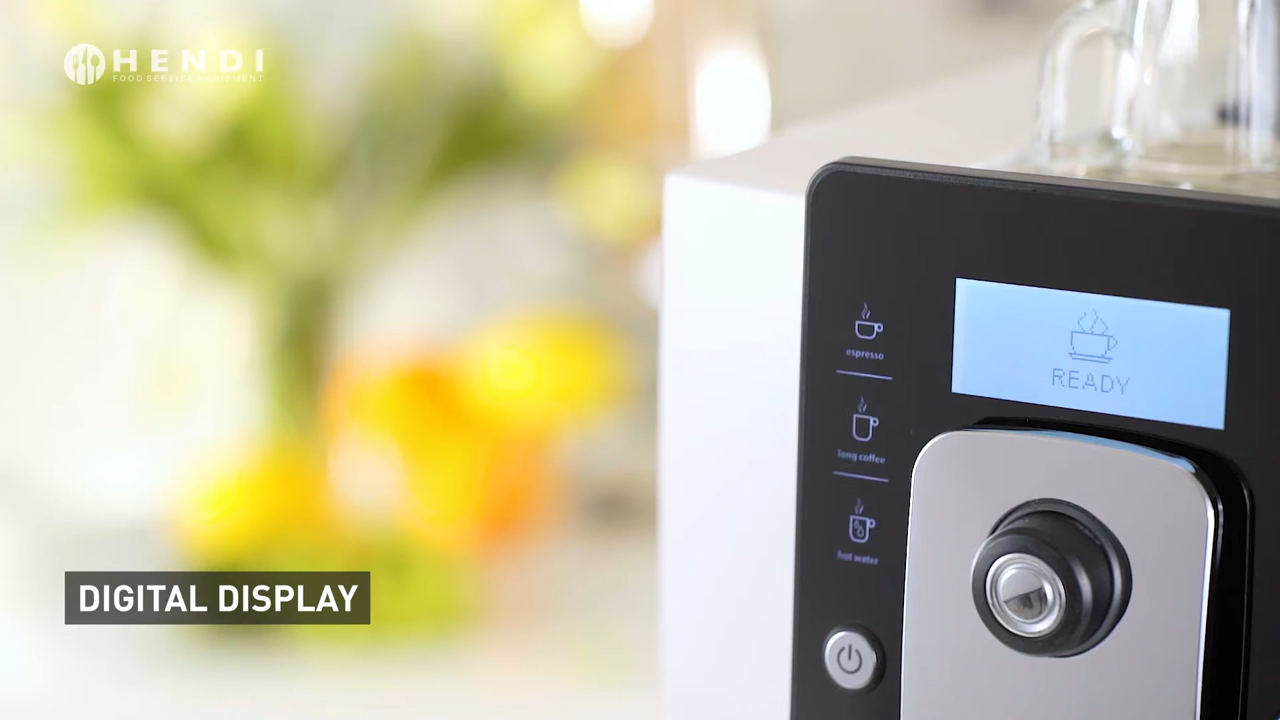 HENDI
FOOD SERVICE EQUIPMENT
READY
espresso
long coffee
hot water
DIGITAL DISPLAY